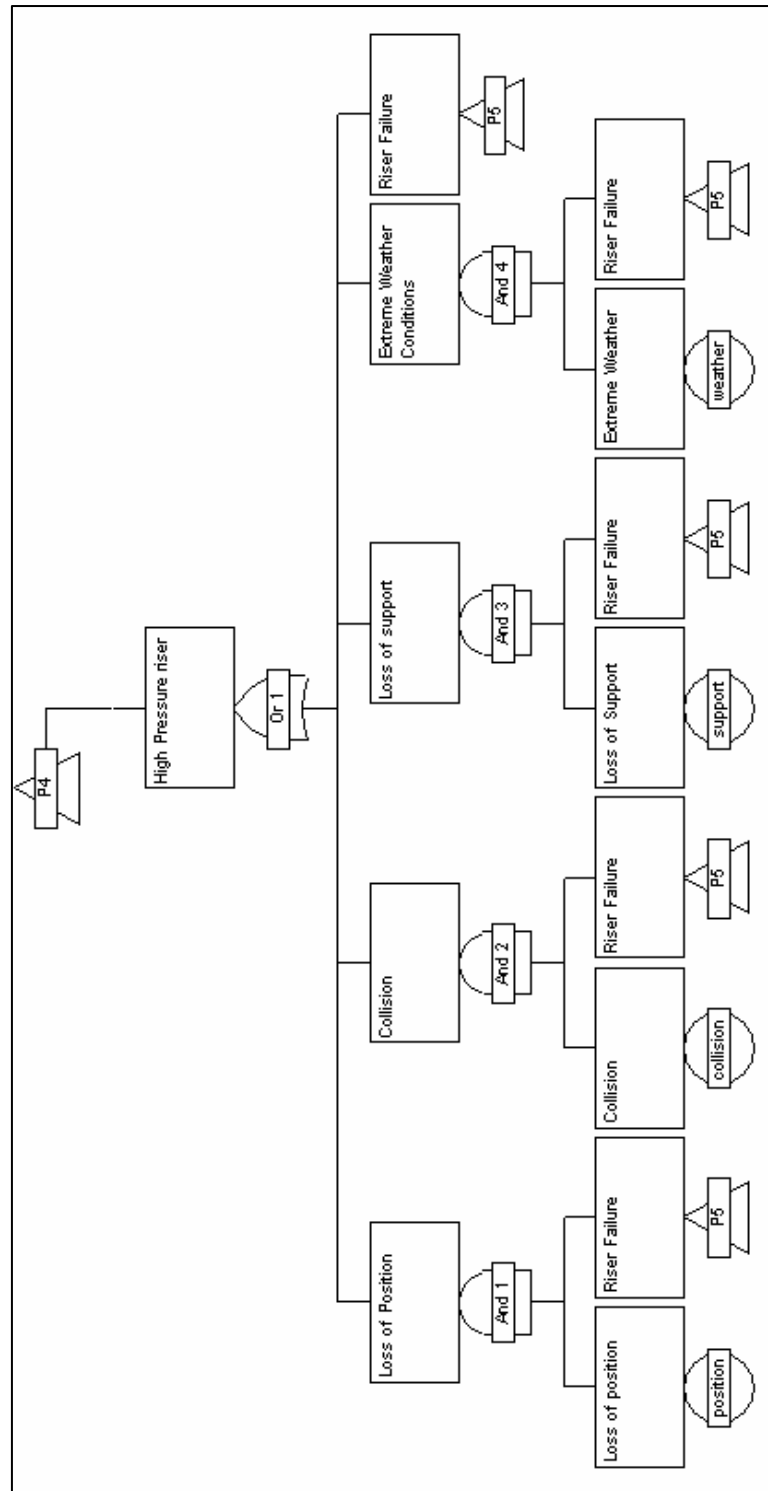 P4
High Pressure riser
Or 1
Loss of Position
Collision
Loss of support
Extreme Weather
Conditions
Riser Failure
And 1
And 2
And 3
And 4
P5
Loss of position
Riser Failure
Collision
Riser Failure
Loss of Support
Riser Failure
Extreme Weather
Riser Failure
position
P5
collision
P5
support
P5
weather
P5